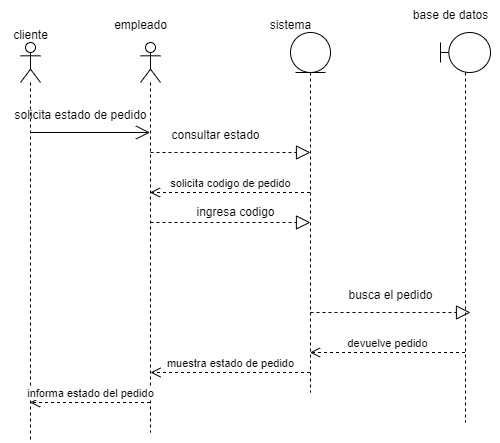 base de datos
empleado
sistema
cliente
solicita estado de pedido
consultar estado
solicita codigo de pedido
ingresa codigo
busca el pedido
devuelve pedido
muestra estado de pedido
informa estado del pedido